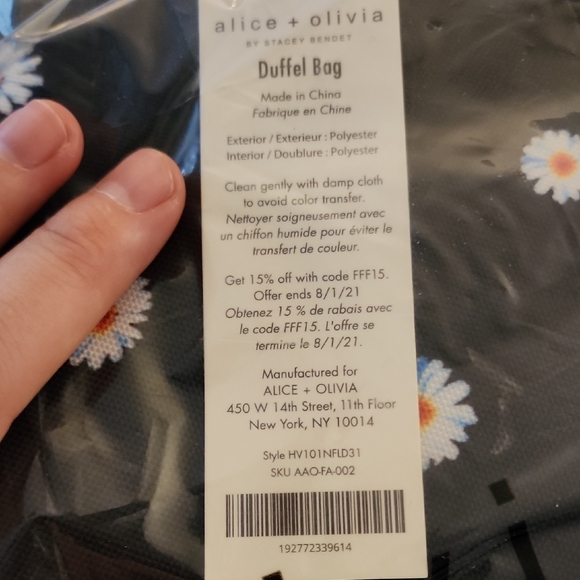 alice + olivia
BY STACEY BENDET
Duffel Bag
Made in China
Fabrique en Chine
Exterior / Exterieur : Polyester
Interior / Doublure : Polyester
Clean gently with damp cloth
to avoid color transfer.
Nettoyer soigneusement avec
un chiffon humide pour éviter le
transfert de couleur.
Get 15% off with code FFF15.
Offer ends 8/1/21
Obtenez 15 % de rabais avec
le code FFF15. L'offre se
termine le 8/1/21.
Manufactured for
ALICE + OLIVIA
450 W 14th Street, 11th Floor
New York, NY 10014
Style HV101NFLD31
SKU AAO-FA-002
192772339614